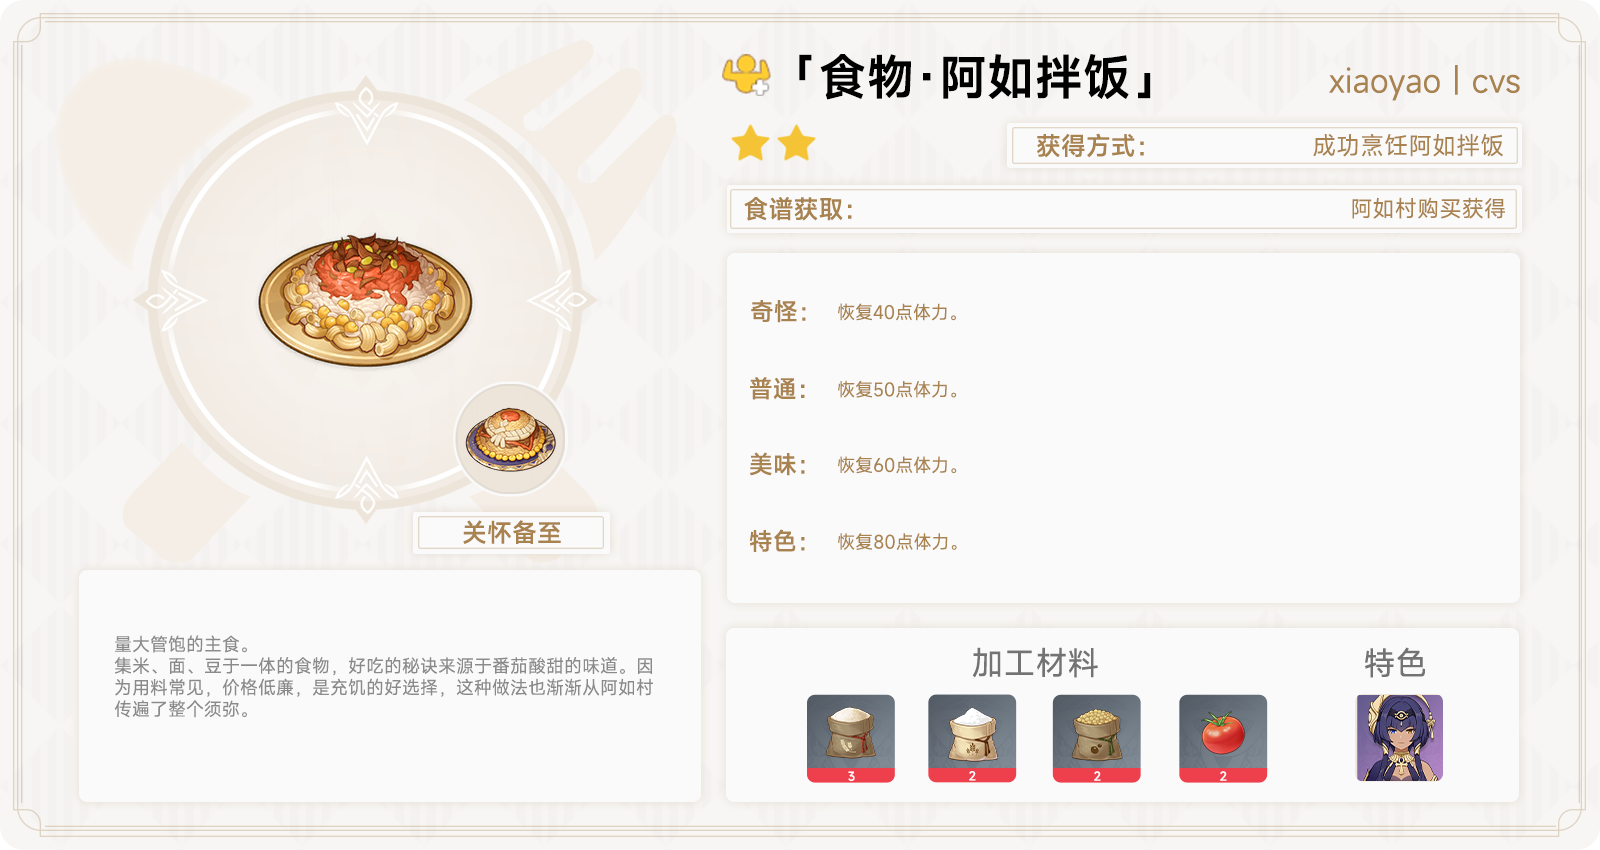 「食物·阿如拌饭」
xiaoyao | cvs
获得方式：
成功烹饪阿如拌饭
食谱获取：
阿如村购买获得
奇怪：
恢复40点体力。
普通：
恢复50点体力。
美味：
恢复60点体力。
特色：
恢复80点体力。
关怀备至
量大管饱的主食。
集米、面、豆于一体的食物，好吃的秘诀来源于番茄酸甜的味道。因
为用料常见，价格低廉，是充饥的好选择，这种做法也渐渐从阿如村
传遍了整个须弥。
加工材料
特色
3
2
2
2